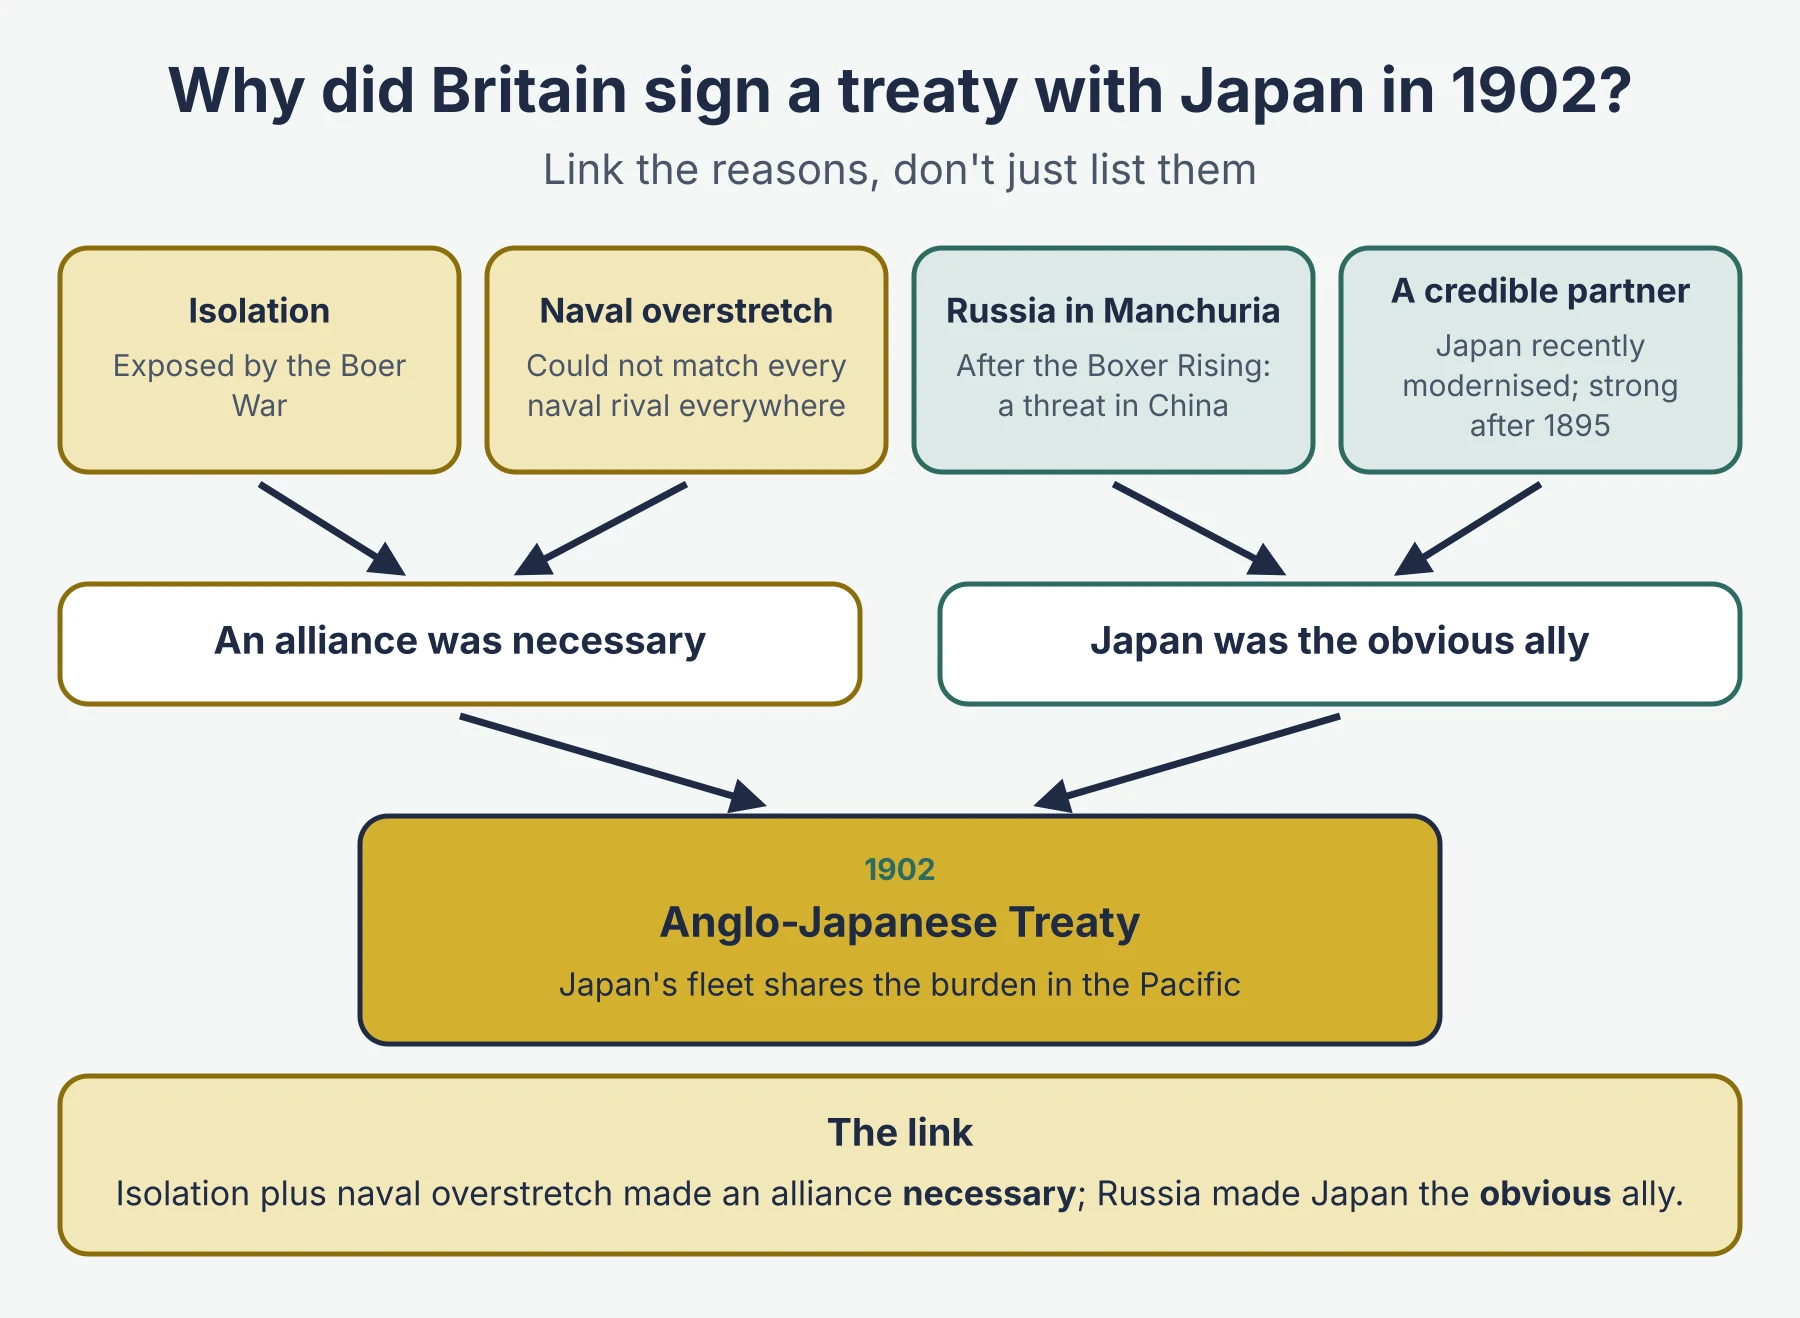 Why did Britain sign a treaty with Japan in 1902?
Link the reasons, don't just list them
Isolation
Exposed by the Boer
War
Naval overstretch
Could not match every
naval rival everywhere
Russia in Manchuria
After the Boxer Rising:
a threat in China
A credible partner
Japan recently
modernised; strong
after 1895
An alliance was necessary
Japan was the obvious ally
1902
Anglo-Japanese Treaty
Japan's fleet shares the burden in the Pacific
The link
Isolation plus naval overstretch made an alliance necessary; Russia made Japan the obvious ally.